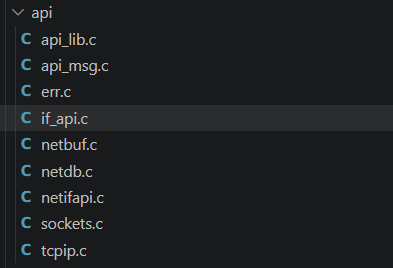 api
C api_lib.c
C api_msg.c
C err.c
C if_api.c
C netbuf.c
C netdb.c
C netifapi.c
C sockets.c
C tcpip.c